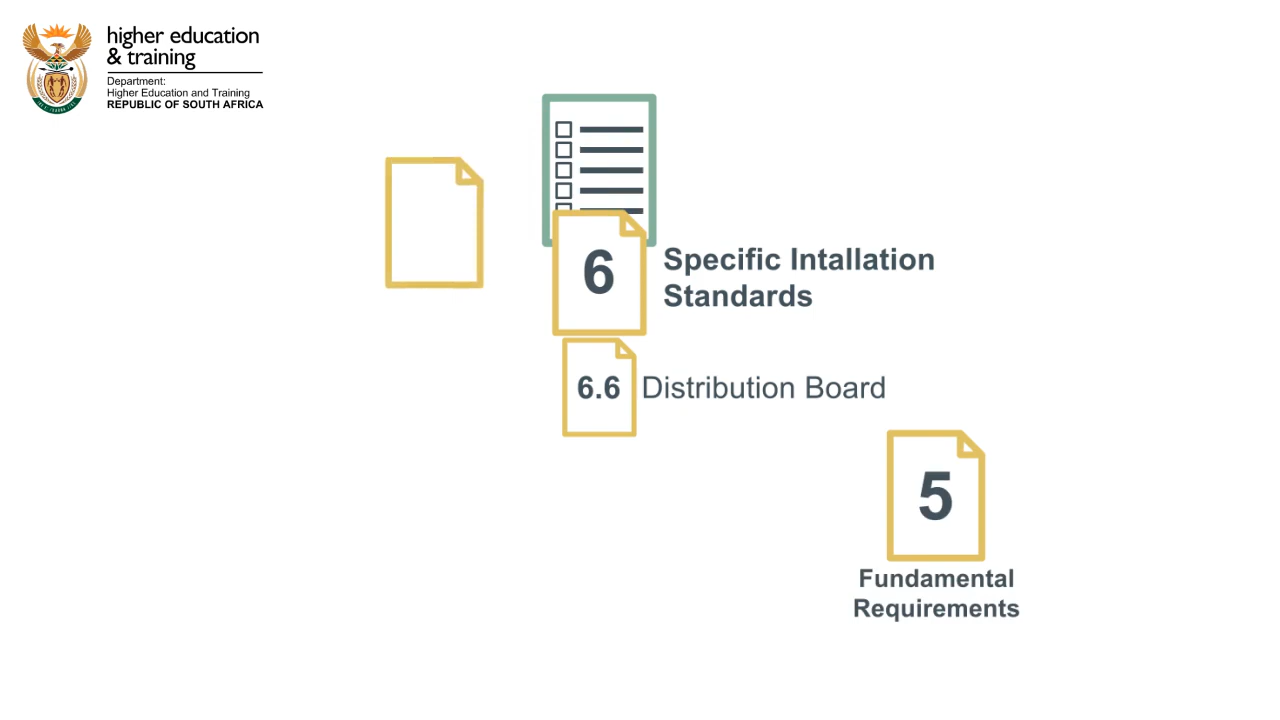 higher education
& training
Department:
Higher Education and Training
REPUBLIC OF SOUTH AFRICA
6
Specific Intallation
Standards
6.6 Distribution Board
5
Fundamental
Requirements